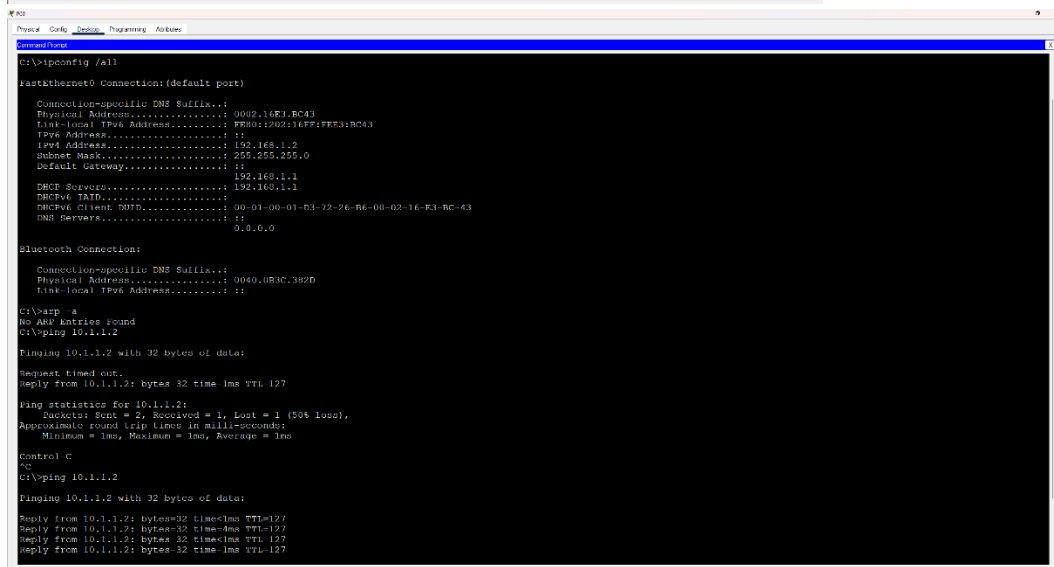 PC0
Physical Config Desktop Programming Attributes
Command Prompt
X
C:\>ipconfig /all
FastEthernet0 Connection:(default port)
Connection-specific DNS Suffix..:
Physical Address................: 0002.16E3.BC43
Link-local IPv6 Address.........: FE80::202:16FF:FEE3:BC43
IPv6 Address....................: ::
IPv4 Address....................: 192.168.1.2
Subnet Mask.....................: 255.255.255.0
Default Gateway.................: ::
192.168.1.1
DHCP Servers....................: 192.168.1.1
DHCPv6 IAID.....................:
DHCPv6 Client DUID..............: 00-01-00-01-D3-72-26-B6-00-02-16-E3-BC-43
DNS Servers.....................: ::
0.0.0.0
Bluetooth Connection:
Connection-specific DNS Suffix..:
Physical Address................: 0040.0B3C.382D
Link-local IPv6 Address.........: ::
C:\>arp -a
No ARP Entries Found
C:\>ping 10.1.1.2
Pinging 10.1.1.2 with 32 bytes of data:
Request timed out.
Reply from 10.1.1.2: bytes=32 time=1ms TTL=127
Ping statistics for 10.1.1.2:
Packets: Sent = 2, Received = 1, Lost = 1 (50% loss),
Approximate round trip times in milli-seconds:
Minimum = 1ms, Maximum = 1ms, Average = 1ms
Control-C
^C
C:\>ping 10.1.1.2
Pinging 10.1.1.2 with 32 bytes of data:
Reply from 10.1.1.2: bytes=32 time<1ms TTL=127
Reply from 10.1.1.2: bytes=32 time=4ms TTL=127
Reply from 10.1.1.2: bytes=32 time<1ms TTL=127
Reply from 10.1.1.2: bytes=32 time=1ms TTL=127